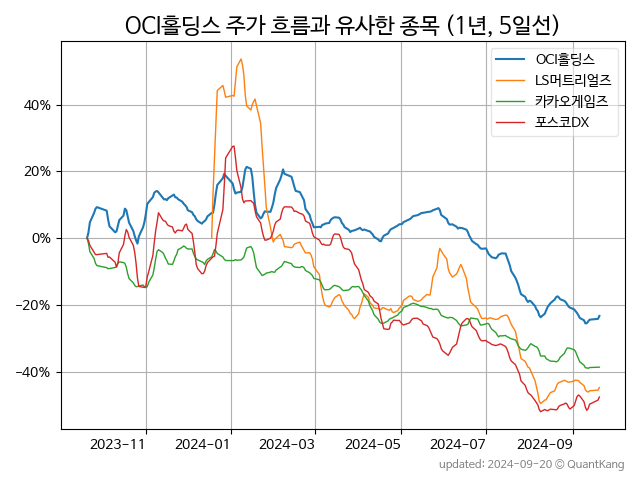 OCI홀딩스 주가 흐름과 유사한 종목 (1년, 5일선)
OCI홀딩스
LS머트리얼즈
카카오게임즈
포스코DX
40%
20%
0%
−20%
−40%
2023-11
2024-01
2024-03
2024-05
2024-07
2024-09
updated: 2024-09-20 © QuantKang